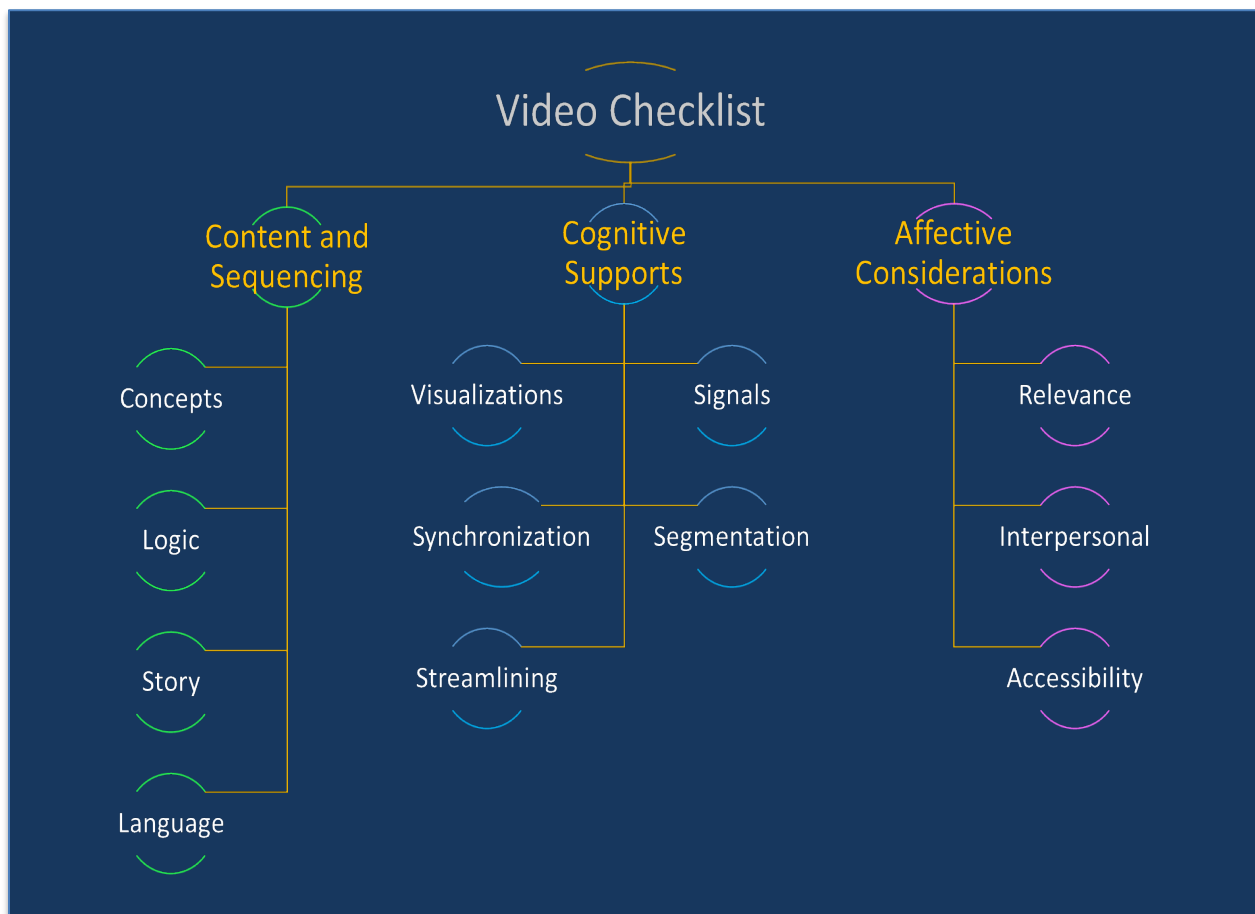 Video Checklist
Content and
Sequencing
Concepts
Logic
Story
Language
Cognitive
Supports
Visualizations
Signals
Synchronization
Segmentation
Streamlining
Affective
Considerations
Relevance
Interpersonal
Accessibility